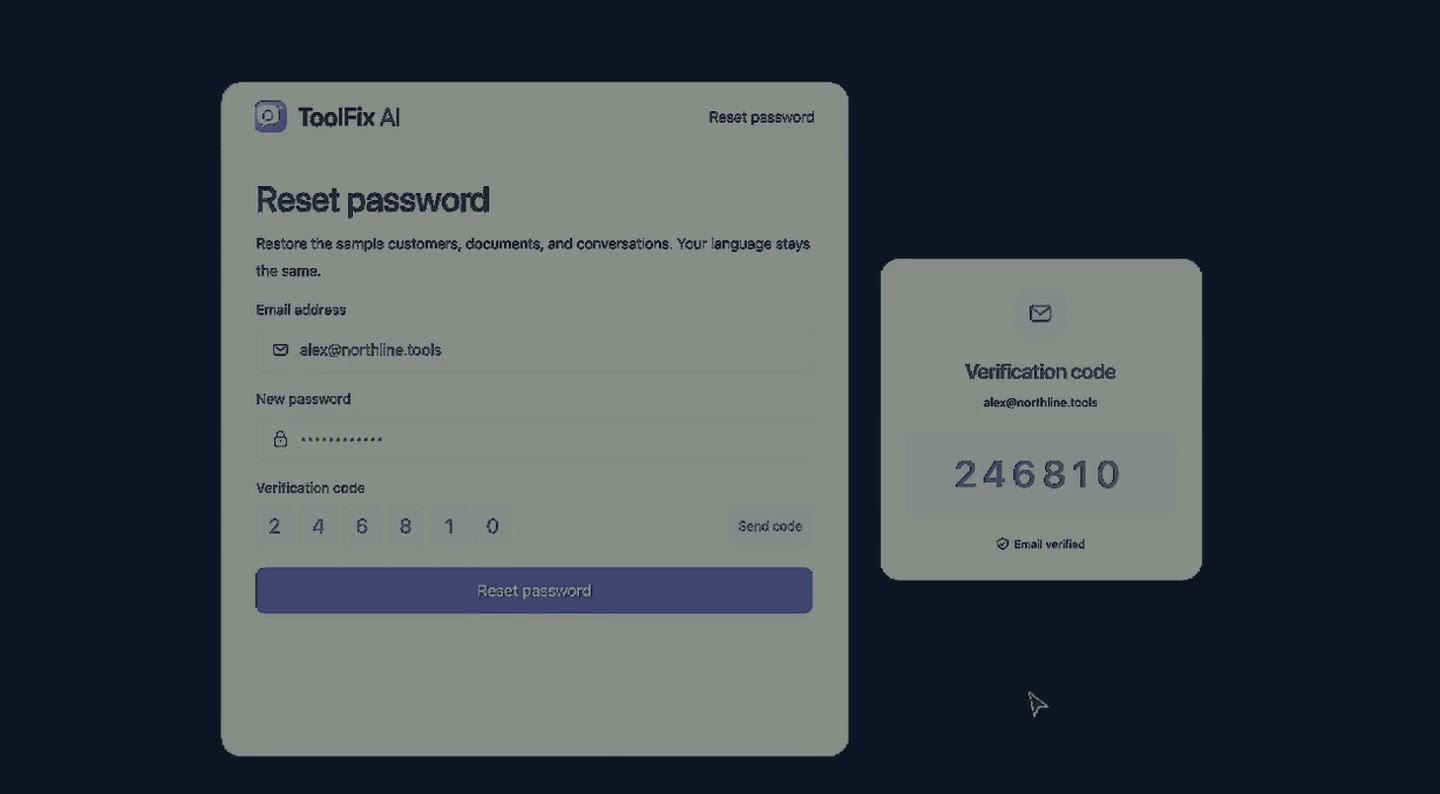 ToolFix AI
Reset password
Reset password
Restore the sample customers, documents, and conversations. Your language stays
the same.
Email address
alex@northline.tools
New password
••••••••••••
Verification code
2 4 6 8 1 0
Send code
Reset password
Verification code
alex@northline.tools
246810
Email verified